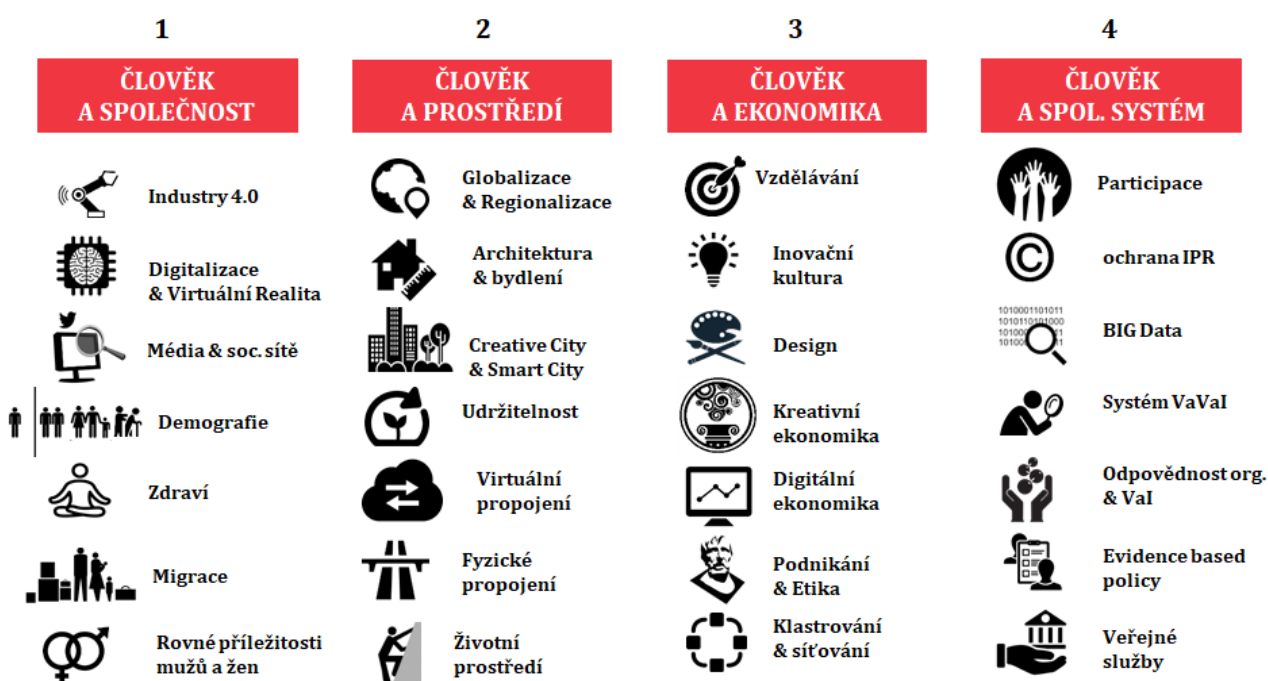 1
ČLOVĚK
A SPOLEČNOST
Industry 4.0
Digitalizace
& Virtuální Realita
Média & soc. sítě
Demografie
Zdraví
Migrace
Rovné příležitosti
mužů a žen
2
ČLOVĚK
A PROSTŘEDÍ
Globalizace
& Regionalizace
Architektura
& bydlení
Creative City
& Smart City
Udržitelnost
Virtuální
propojení
Fyzické
propojení
Životní
prostředí
3
ČLOVĚK
A EKONOMIKA
Vzdělávání
Inovační
kultura
Design
Kreativní
ekonomika
Digitální
ekonomika
Podnikání
& Etika
Klastrování
& síťování
4
ČLOVĚK
A SPOL. SYSTÉM
Participace
©
ochrana IPR
1010001101011
1010110101000
BIG Data
Systém VaVaI
Odpovědnost org.
& VaI
Evidence based
policy
Veřejné
služby